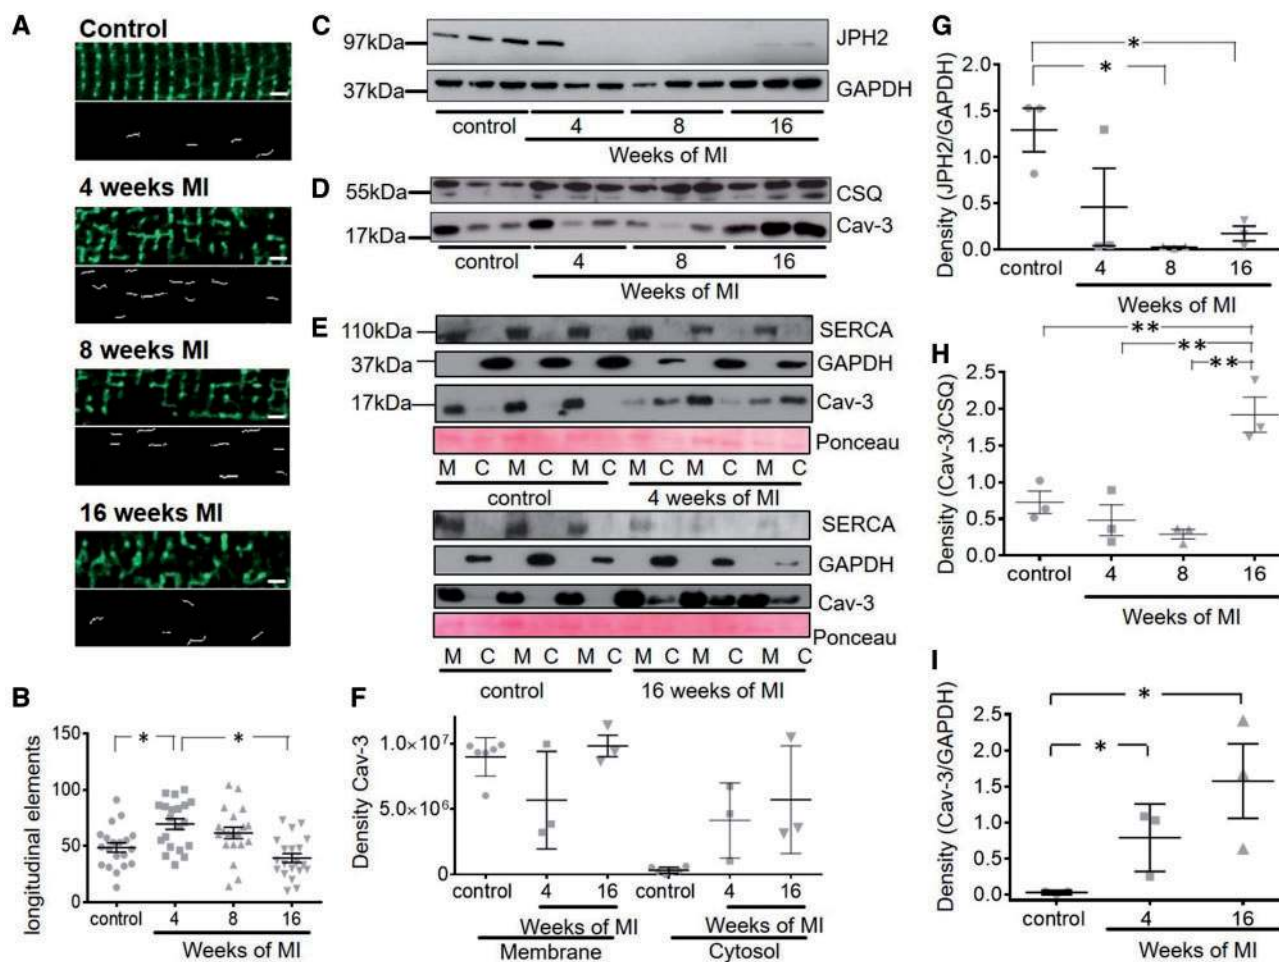 A
Control
4 weeks MI
8 weeks MI
16 weeks MI
B
longitudinal elements
150
100
50
0
* *
control 4 8 16
Weeks of MI
C
97kDa JPH2
37kDa GAPDH
control 4 8 16
Weeks of MI
D
55kDa CSQ
17kDa Cav-3
control 4 8 16
Weeks of MI
E
110kDa SERCA
37kDa GAPDH
17kDa Cav-3
Ponceau
M C M C M C M C M C M C
control 4 weeks of MI
SERCA
GAPDH
Cav-3
Ponceau
M C M C M C M C M C M C
control 16 weeks of MI
F
Density Cav-3
1.0×10⁷
5.0×10⁶
0
control 4 16 control 4 16
Weeks of MI Weeks of MI
Membrane Cytosol
G
Density (JPH2/GAPDH)
*
*
2.0
1.5
1.0
0.5
0.0
control 4 8 16
Weeks of MI
H
Density (Cav-3/CSQ)
**
**
**
2.5
2.0
1.5
1.0
0.5
0.0
control 4 8 16
Weeks of MI
I
Density (Cav-3/GAPDH)
*
*
2.5
2.0
1.5
1.0
0.5
0.0
control 4 16
Weeks of MI